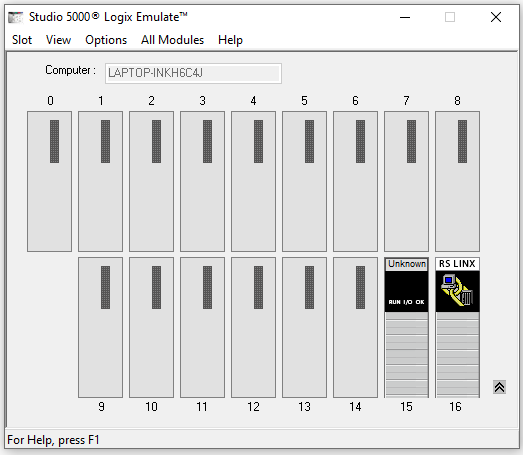 Studio 5000® Logix Emulate™
Slot View Options All Modules Help
Computer : LAPTOP-INKH6C4J
0 1 2 3 4 5 6 7 8
Unknown RS LINX
RUN I/O OK
9 10 11 12 13 14 15 16
For Help, press F1